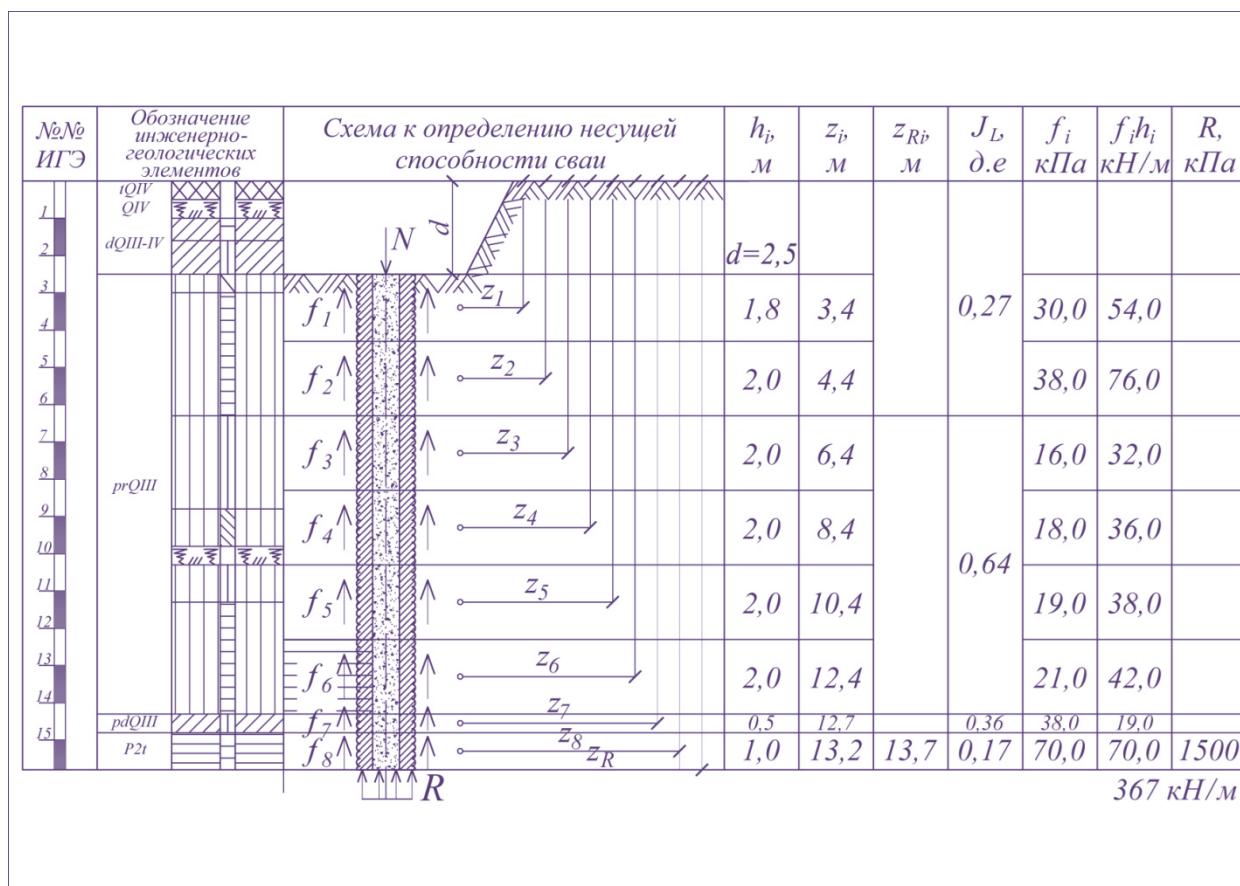 №№
ИГЭ
Обозначение
инженерно-
геологических
элементов
Схема к определению несущей
способности сваи
hᵢ,
м
zᵢ,
м
z_Rᵢ,
м
J_L,
д.е
f_i
кПа
f_i h_i
кН/м
R,
кПа
tQIV
1 QIV
2 dQIII-IV
d
N
d=2,5
3
4
f_1 z_1 1,8 3,4 0,27 30,0 54,0
5
6
f_2 z_2 2,0 4,4 38,0 76,0
7
8
f_3 z_3 2,0 6,4 16,0 32,0
prQIII
9
10
f_4 z_4 2,0 8,4 18,0 36,0
0,64
11
12
f_5 z_5 2,0 10,4 19,0 38,0
13
14
f_6 z_6 2,0 12,4 21,0 42,0
pdQIII f_7 z_7 0,5 12,7 0,36 38,0 19,0
15 P2t f_8 z_8 z_R 1,0 13,2 13,7 0,17 70,0 70,0 1500
R
367 кН/м